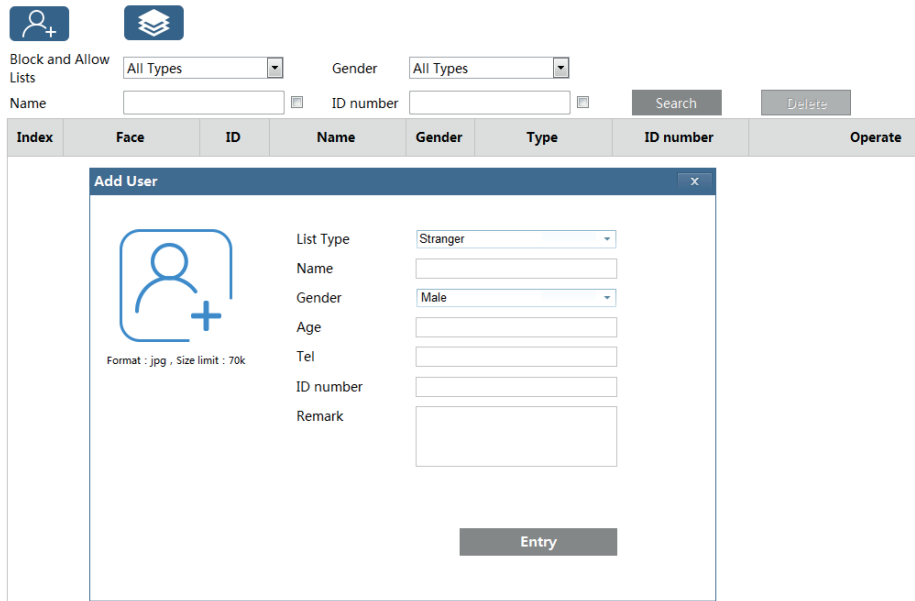 Block and Allow
Lists
All Types
Gender
All Types
Name
ID number
Search
Delete
Index Face ID Name Gender Type ID number Operate
Add User
x
List Type Stranger
Name
Gender Male
Age
Format : jpg , Size limit : 70k
Tel
ID number
Remark
Entry